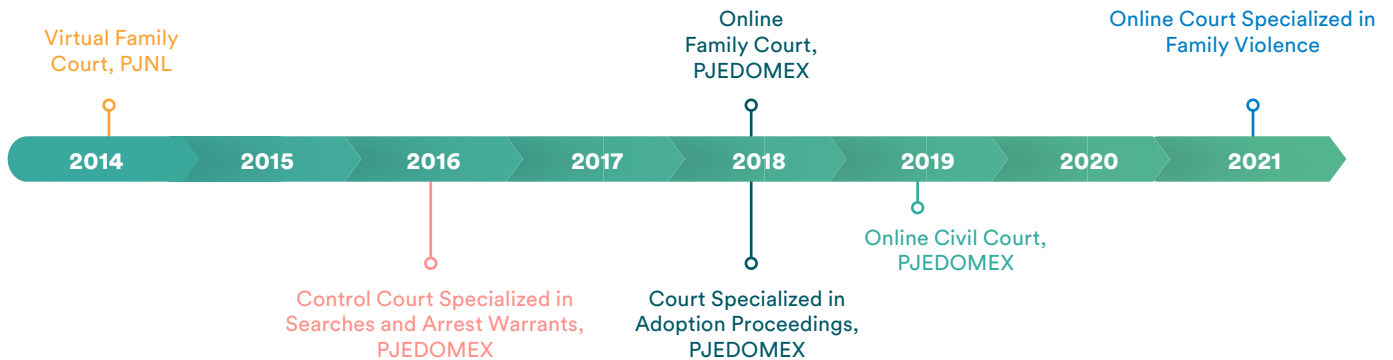 Virtual Family
Court, PJNL
Online
Family Court,
PJEDOMEX
Online Court Specialized in
Family Violence
2014
2015
2016
2017
2018
2019
2020
2021
Control Court Specialized in
Searches and Arrest Warrants,
PJEDOMEX
Court Specialized in
Adoption Proceedings,
PJEDOMEX
Online Civil Court,
PJEDOMEX